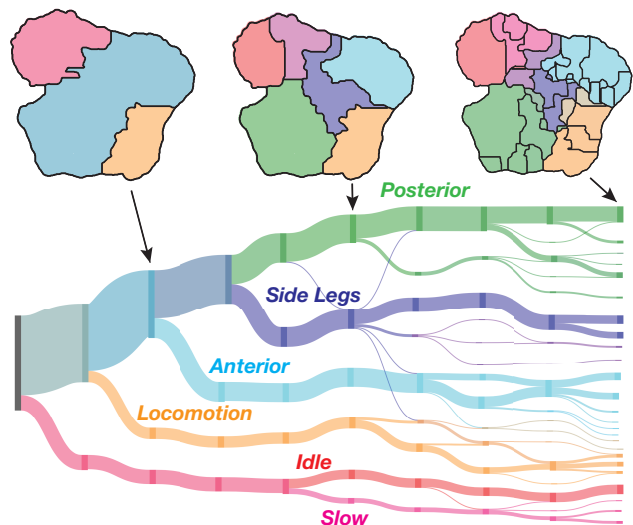 Posterior
Side Legs
Anterior
Locomotion
Idle
Slow